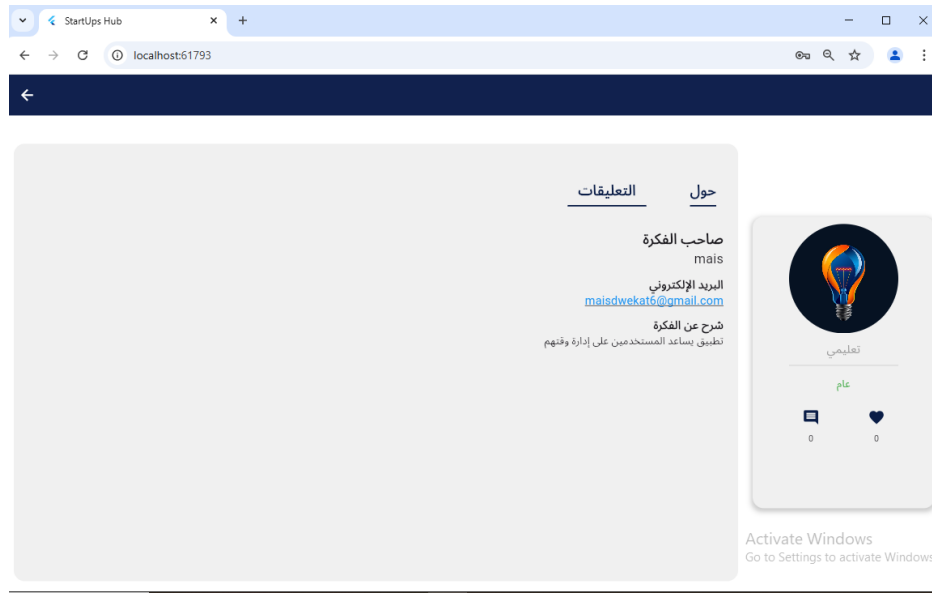 StartUps Hub
localhost:61793
حول
التعليقات
صاحب الفكرة
mais
البريد الإلكتروني
maisdwekat6@gmail.com
شرح عن الفكرة
تطبيق يساعد المستخدمين على إدارة وقتهم
تعليمي
عام
0
0
Activate Windows
Go to Settings to activate Windows